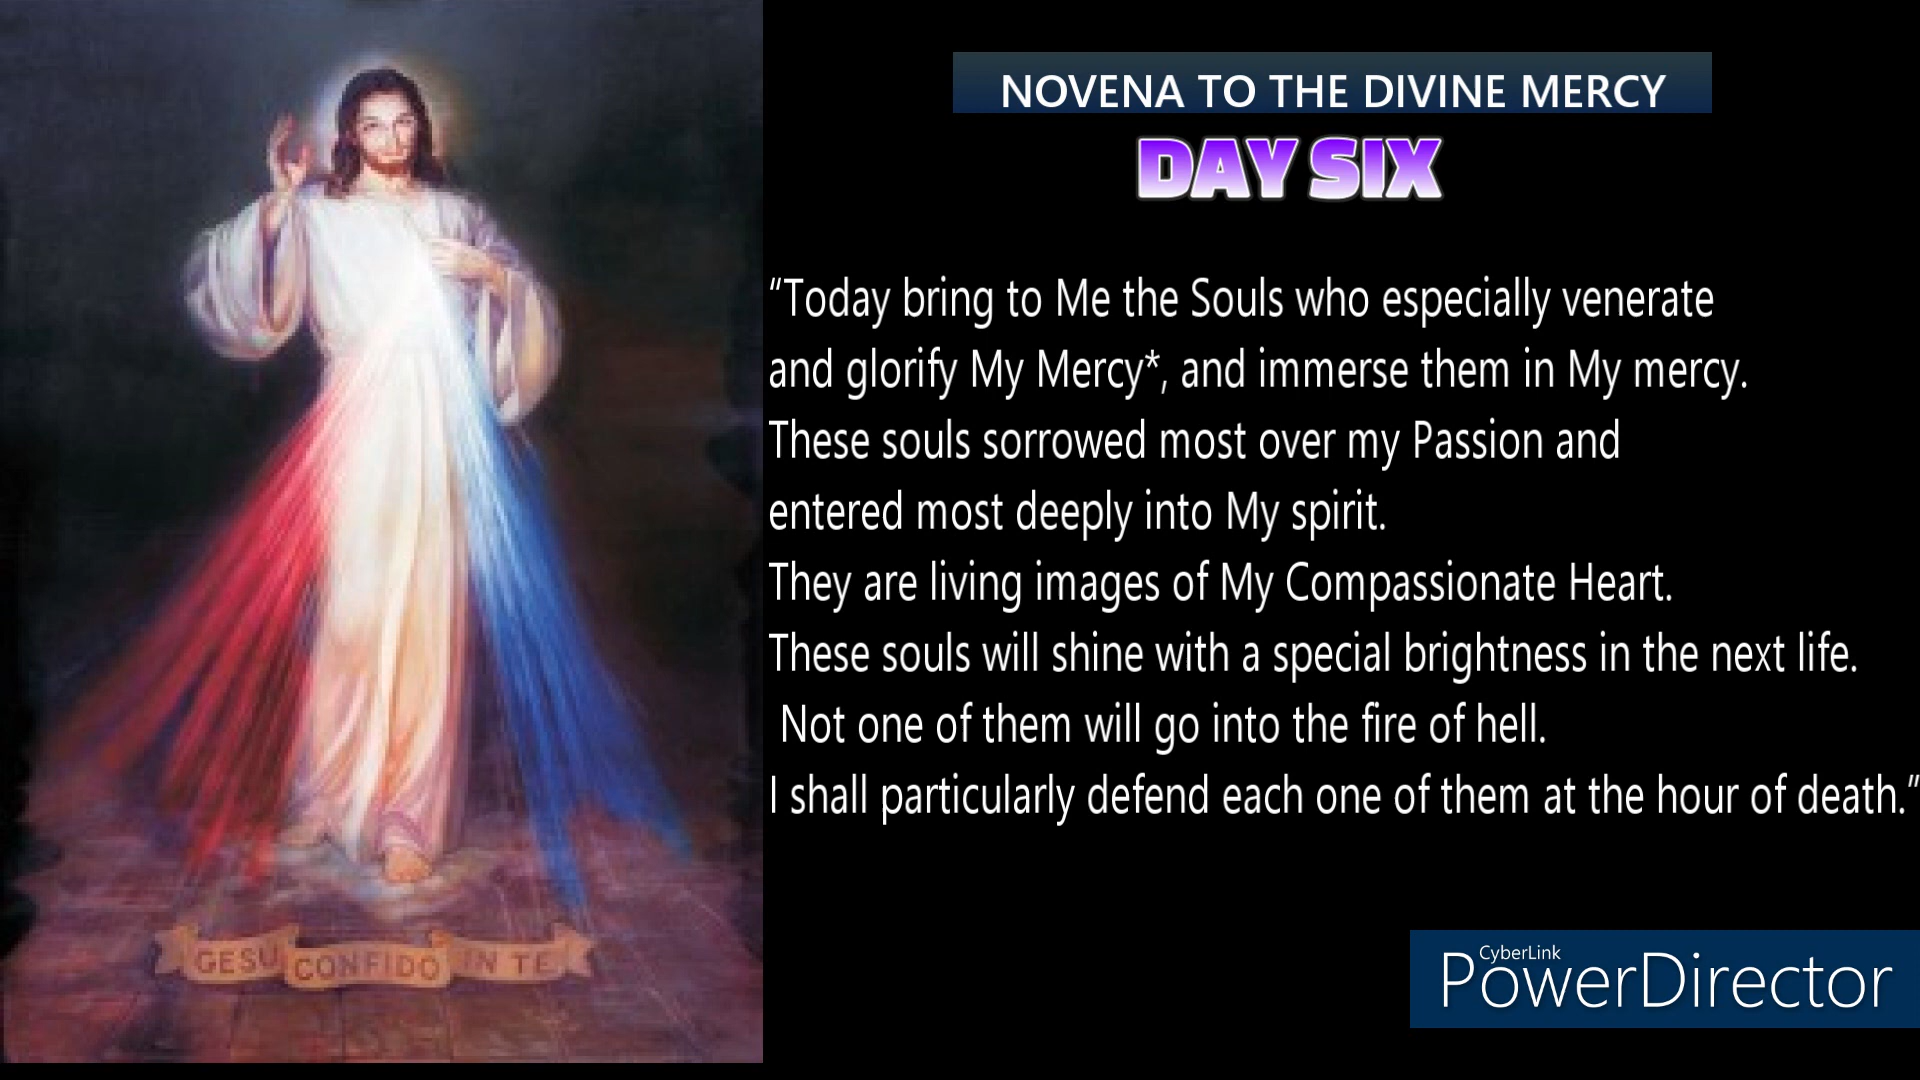 NOVENA TO THE DIVINE MERCY
DAY SIX
“Today bring to Me the Souls who especially venerate
and glorify My Mercy*, and immerse them in My mercy.
These souls sorrowed most over my Passion and
entered most deeply into My spirit.
They are living images of My Compassionate Heart.
These souls will shine with a special brightness in the next life.
Not one of them will go into the fire of hell.
I shall particularly defend each one of them at the hour of death.”
GESÙ CONFIDO IN TE
CyberLink
PowerDirector